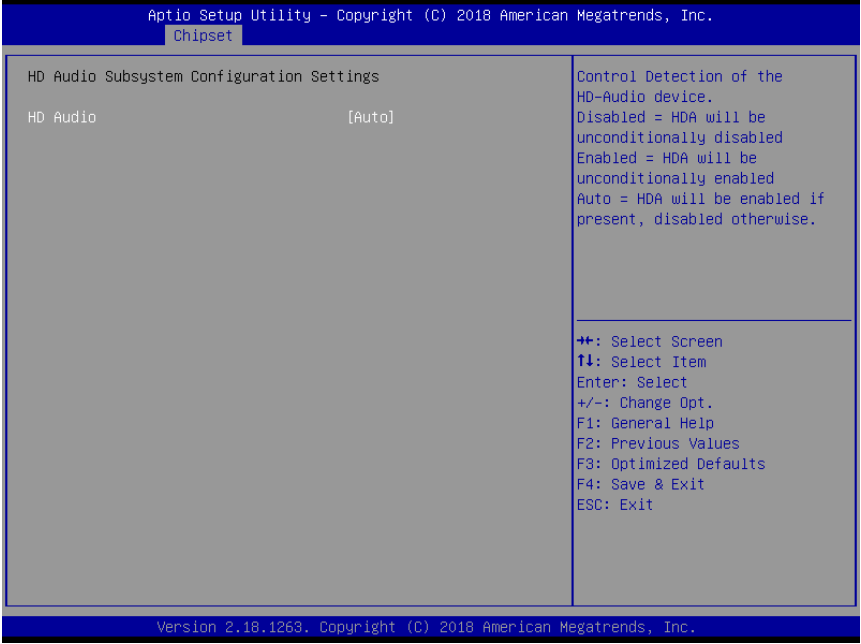 Aptio Setup Utility – Copyright (C) 2018 American Megatrends, Inc.
Chipset
HD Audio Subsystem Configuration Settings
HD Audio [Auto]
Control Detection of the
HD-Audio device.
Disabled = HDA will be
unconditionally disabled
Enabled = HDA will be
unconditionally enabled
Auto = HDA will be enabled if
present, disabled otherwise.
→←: Select Screen
↑↓: Select Item
Enter: Select
+/-: Change Opt.
F1: General Help
F2: Previous Values
F3: Optimized Defaults
F4: Save & Exit
ESC: Exit
Version 2.18.1263. Copyright (C) 2018 American Megatrends, Inc.